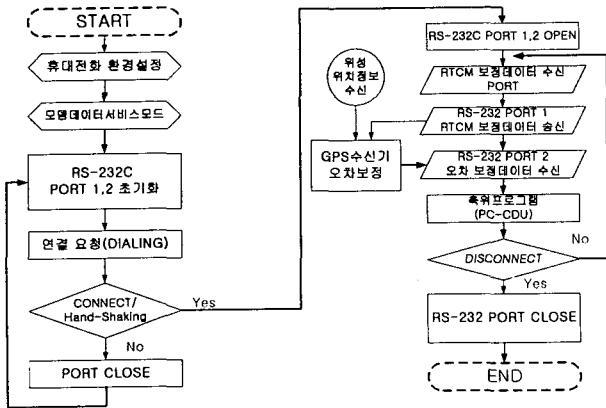 START
휴대전화 환경설정
모뎀데이터서비스모드
RS-232C
PORT 1,2 초기화
연결 요청(DIALING)
CONNECT/
Hand-Shaking
Yes
No
PORT CLOSE
RS-232C PORT 1,2 OPEN
RTCM 보정데이터 수신
PORT
위성
위치정보
수신
RS-232 PORT 1
RTCM 보정데이터 송신
GPS수신기
오차보정
RS-232 PORT 2
오차 보정데이터 수신
측위프로그램
(PC-CDU)
DISCONNECT
No
Yes
RS-232 PORT CLOSE
END